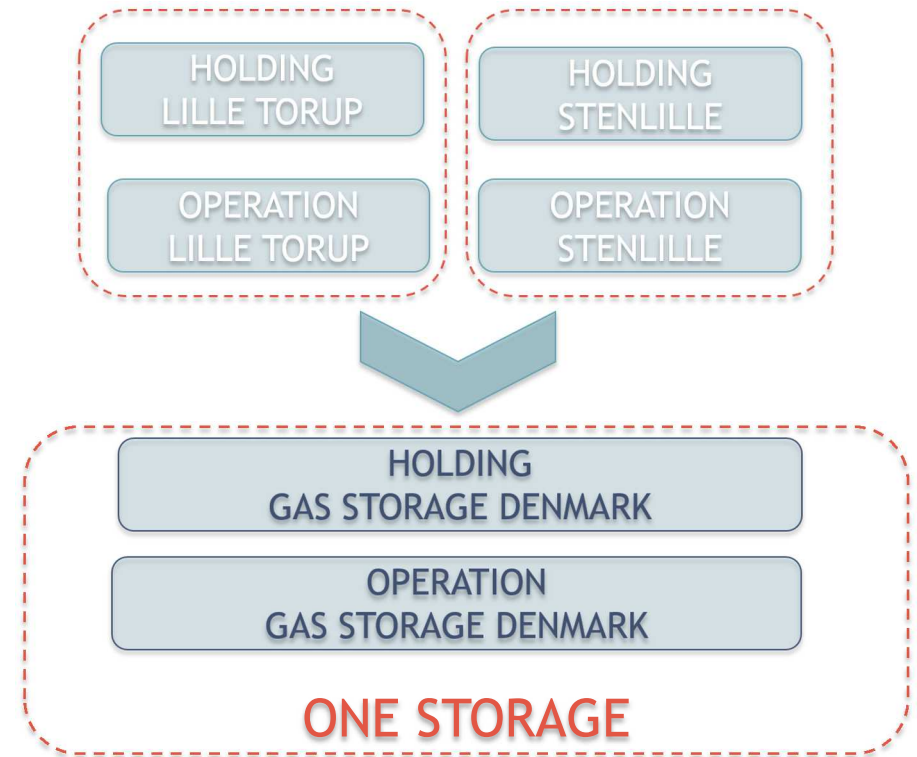 HOLDING
LILLE TORUP
HOLDING
STENLILLE
OPERATION
LILLE TORUP
OPERATION
STENLILLE
HOLDING
GAS STORAGE DENMARK
OPERATION
GAS STORAGE DENMARK
ONE STORAGE